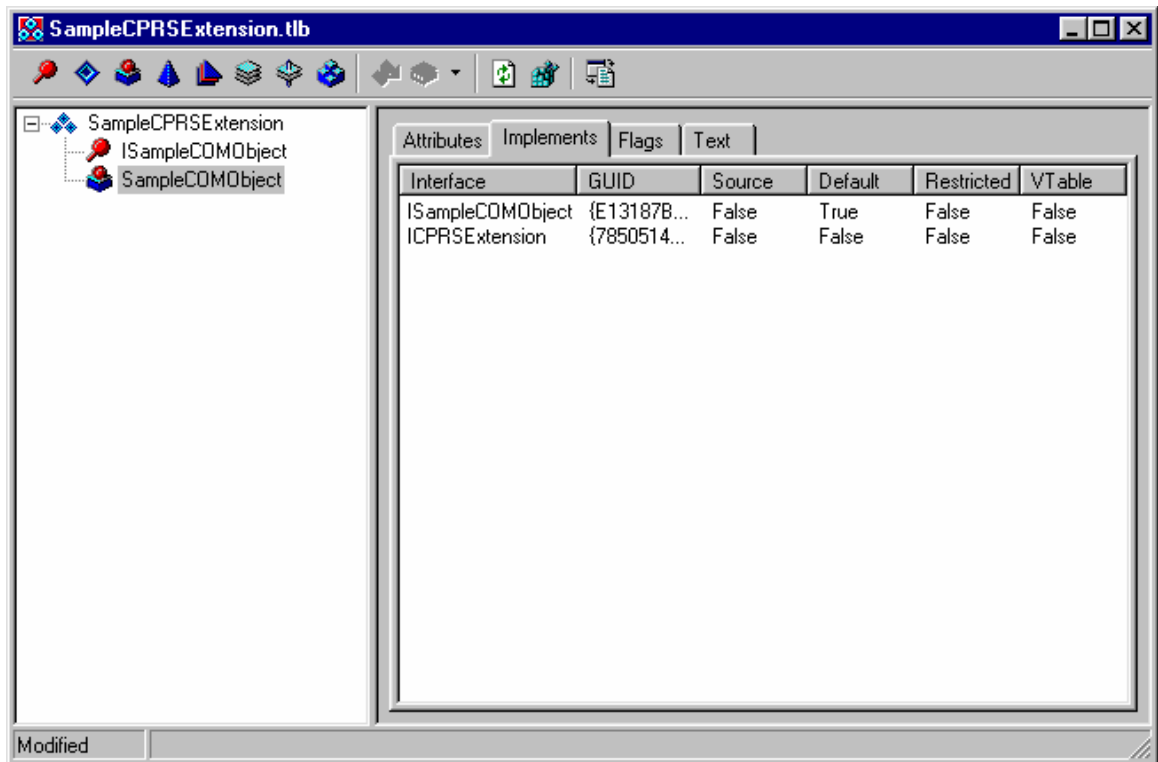 SampleCPRSExtension.tlb
SampleCPRSExtension
ISampleCOMObject
SampleCOMObject
Attributes Implements Flags Text
Interface GUID Source Default Restricted VTable
ISampleCOMObject {E13187B... False True False False
ICPRSExtension {7850514... False False False False
Modified